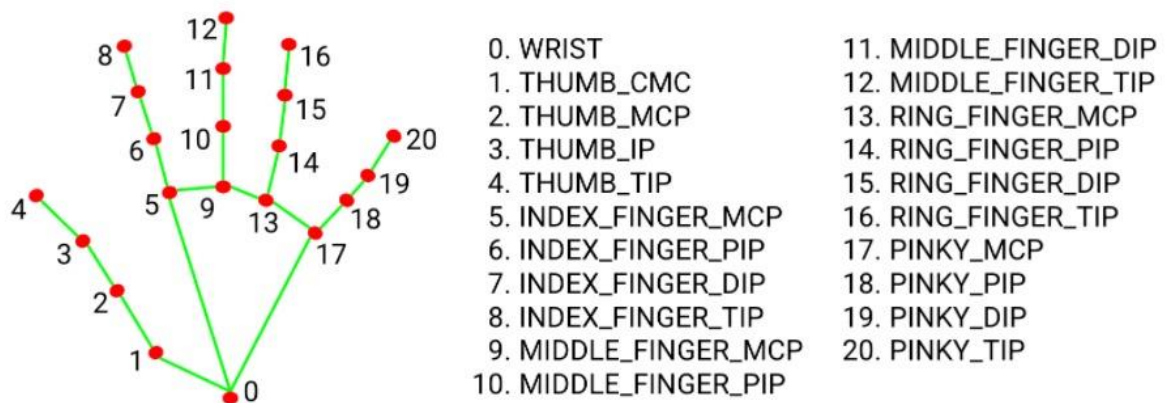 12
8
16
11
7
15
10
6
20
14
19
4
5
9
18
13
3
17
2
1
0
0. WRIST
1. THUMB_CMC
2. THUMB_MCP
3. THUMB_IP
4. THUMB_TIP
5. INDEX_FINGER_MCP
6. INDEX_FINGER_PIP
7. INDEX_FINGER_DIP
8. INDEX_FINGER_TIP
9. MIDDLE_FINGER_MCP
10. MIDDLE_FINGER_PIP
11. MIDDLE_FINGER_DIP
12. MIDDLE_FINGER_TIP
13. RING_FINGER_MCP
14. RING_FINGER_PIP
15. RING_FINGER_DIP
16. RING_FINGER_TIP
17. PINKY_MCP
18. PINKY_PIP
19. PINKY_DIP
20. PINKY_TIP